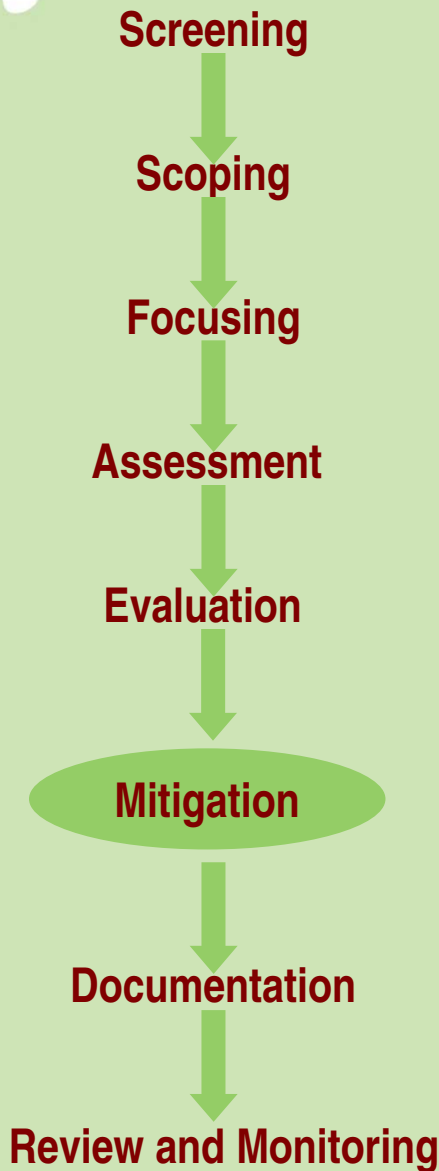 Screening
Scoping
Focusing
Assessment
Evaluation
Mitigation
Documentation
Review and Monitoring